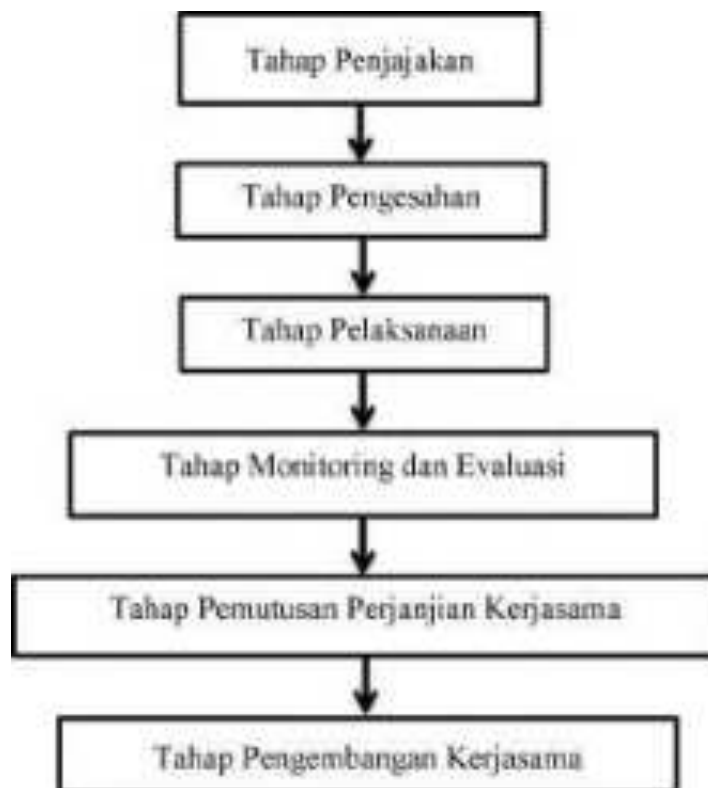 Tahap Penjajakan
Tahap Pengesahan
Tahap Pelaksanaan
Tahap Monitoring dan Evaluasi
Tahap Pemutusan Perjanjian Kerjasama
Tahap Pengembangan Kerjasama